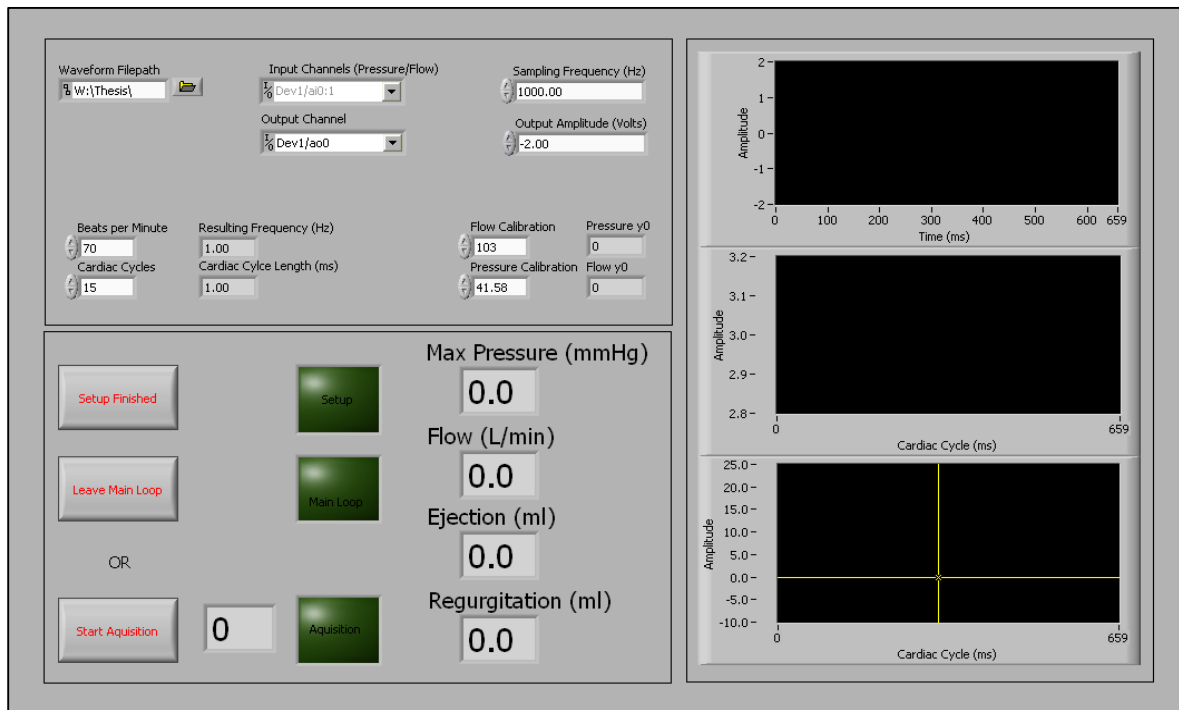 Waveform Filepath
W:\Thesis\
Input Channels (Pressure/Flow)
Dev1/ai0:1
Sampling Frequency (Hz)
1000.00
Output Channel
Dev1/ao0
Output Amplitude (Volts)
-2.00
Beats per Minute
70
Resulting Frequency (Hz)
1.00
Flow Calibration
103
Pressure y0
0
Cardiac Cycles
15
Cardiac Cylce Length (ms)
1.00
Pressure Calibration
41.58
Flow y0
0
Setup Finished
Setup
Max Pressure (mmHg)
0.0
Leave Main Loop
Main Loop
Flow (L/min)
0.0
OR
Ejection (ml)
0.0
Start Aquisition
0
Aquisition
Regurgitation (ml)
0.0
Amplitude
2
1
0
-1
-2
0 100 200 300 400 500 600 659
Time (ms)
Amplitude
3.2
3.1
3.0
2.9
2.8
0 659
Cardiac Cycle (ms)
Amplitude
25.0
20.0
15.0
10.0
5.0
0.0
-5.0
-10.0
0 659
Cardiac Cycle (ms)